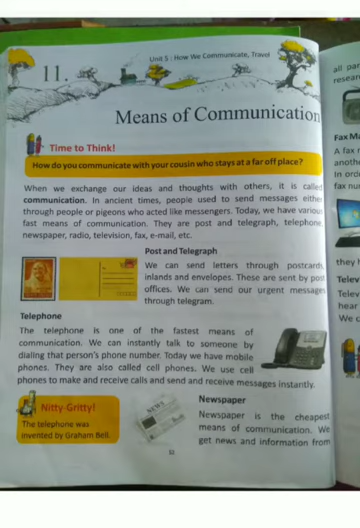 Unit 5 : How We Communicate, Travel
11.
Means of Communication
Time to Think!
How do you communicate with your cousin who stays at a far off place?
When we exchange our ideas and thoughts with others, it is called
communication. In ancient times, people used to send messages either
through people or pigeons who acted like messengers. Today, we have various
fast means of communication. They are post and telegraph, telephone,
newspaper, radio, television, fax, e-mail, etc.
Post and Telegraph
We can send letters through postcards,
inlands and envelopes. These are sent by post
offices. We can send our urgent messages
through telegram.
Telephone
The telephone is one of the fastest means of
communication. We can instantly talk to someone by
dialing that person's phone number. Today we have mobile
phones. They are also called cell phones. We use cell
phones to make and receive calls and send and receive messages instantly.
Nitty-Gritty!
The telephone was
invented by Graham Bell.
NEWS
Newspaper
Newspaper is the cheapest
means of communication. We
get news and information from
all par
resear
Fax Ma
A fax
anoth
In ord
fax nu
they h
Telev
Telev
hear
We c